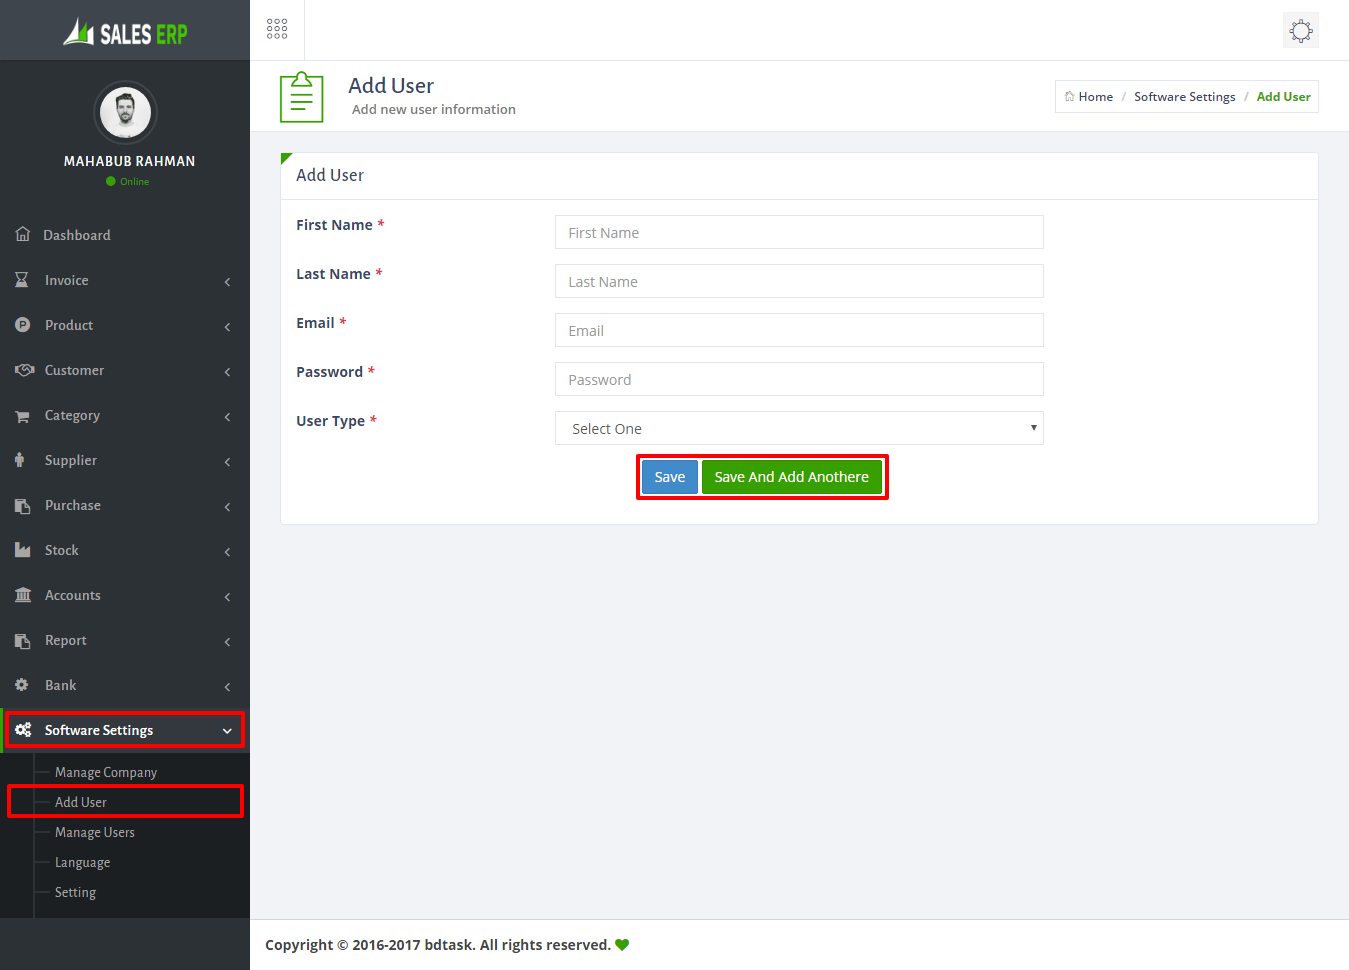 SALES ERP
MAHABUB RAHMAN
Online
Dashboard
Invoice
Product
Customer
Category
Supplier
Purchase
Stock
Accounts
Report
Bank
Software Settings
Manage Company
Add User
Manage Users
Language
Setting
Add User
Add new user information
Home / Software Settings / Add User
Add User
First Name *
First Name
Last Name *
Last Name
Email *
Email
Password *
Password
User Type *
Select One
Save
Save And Add Anothere
Copyright © 2016-2017 bdtask. All rights reserved.